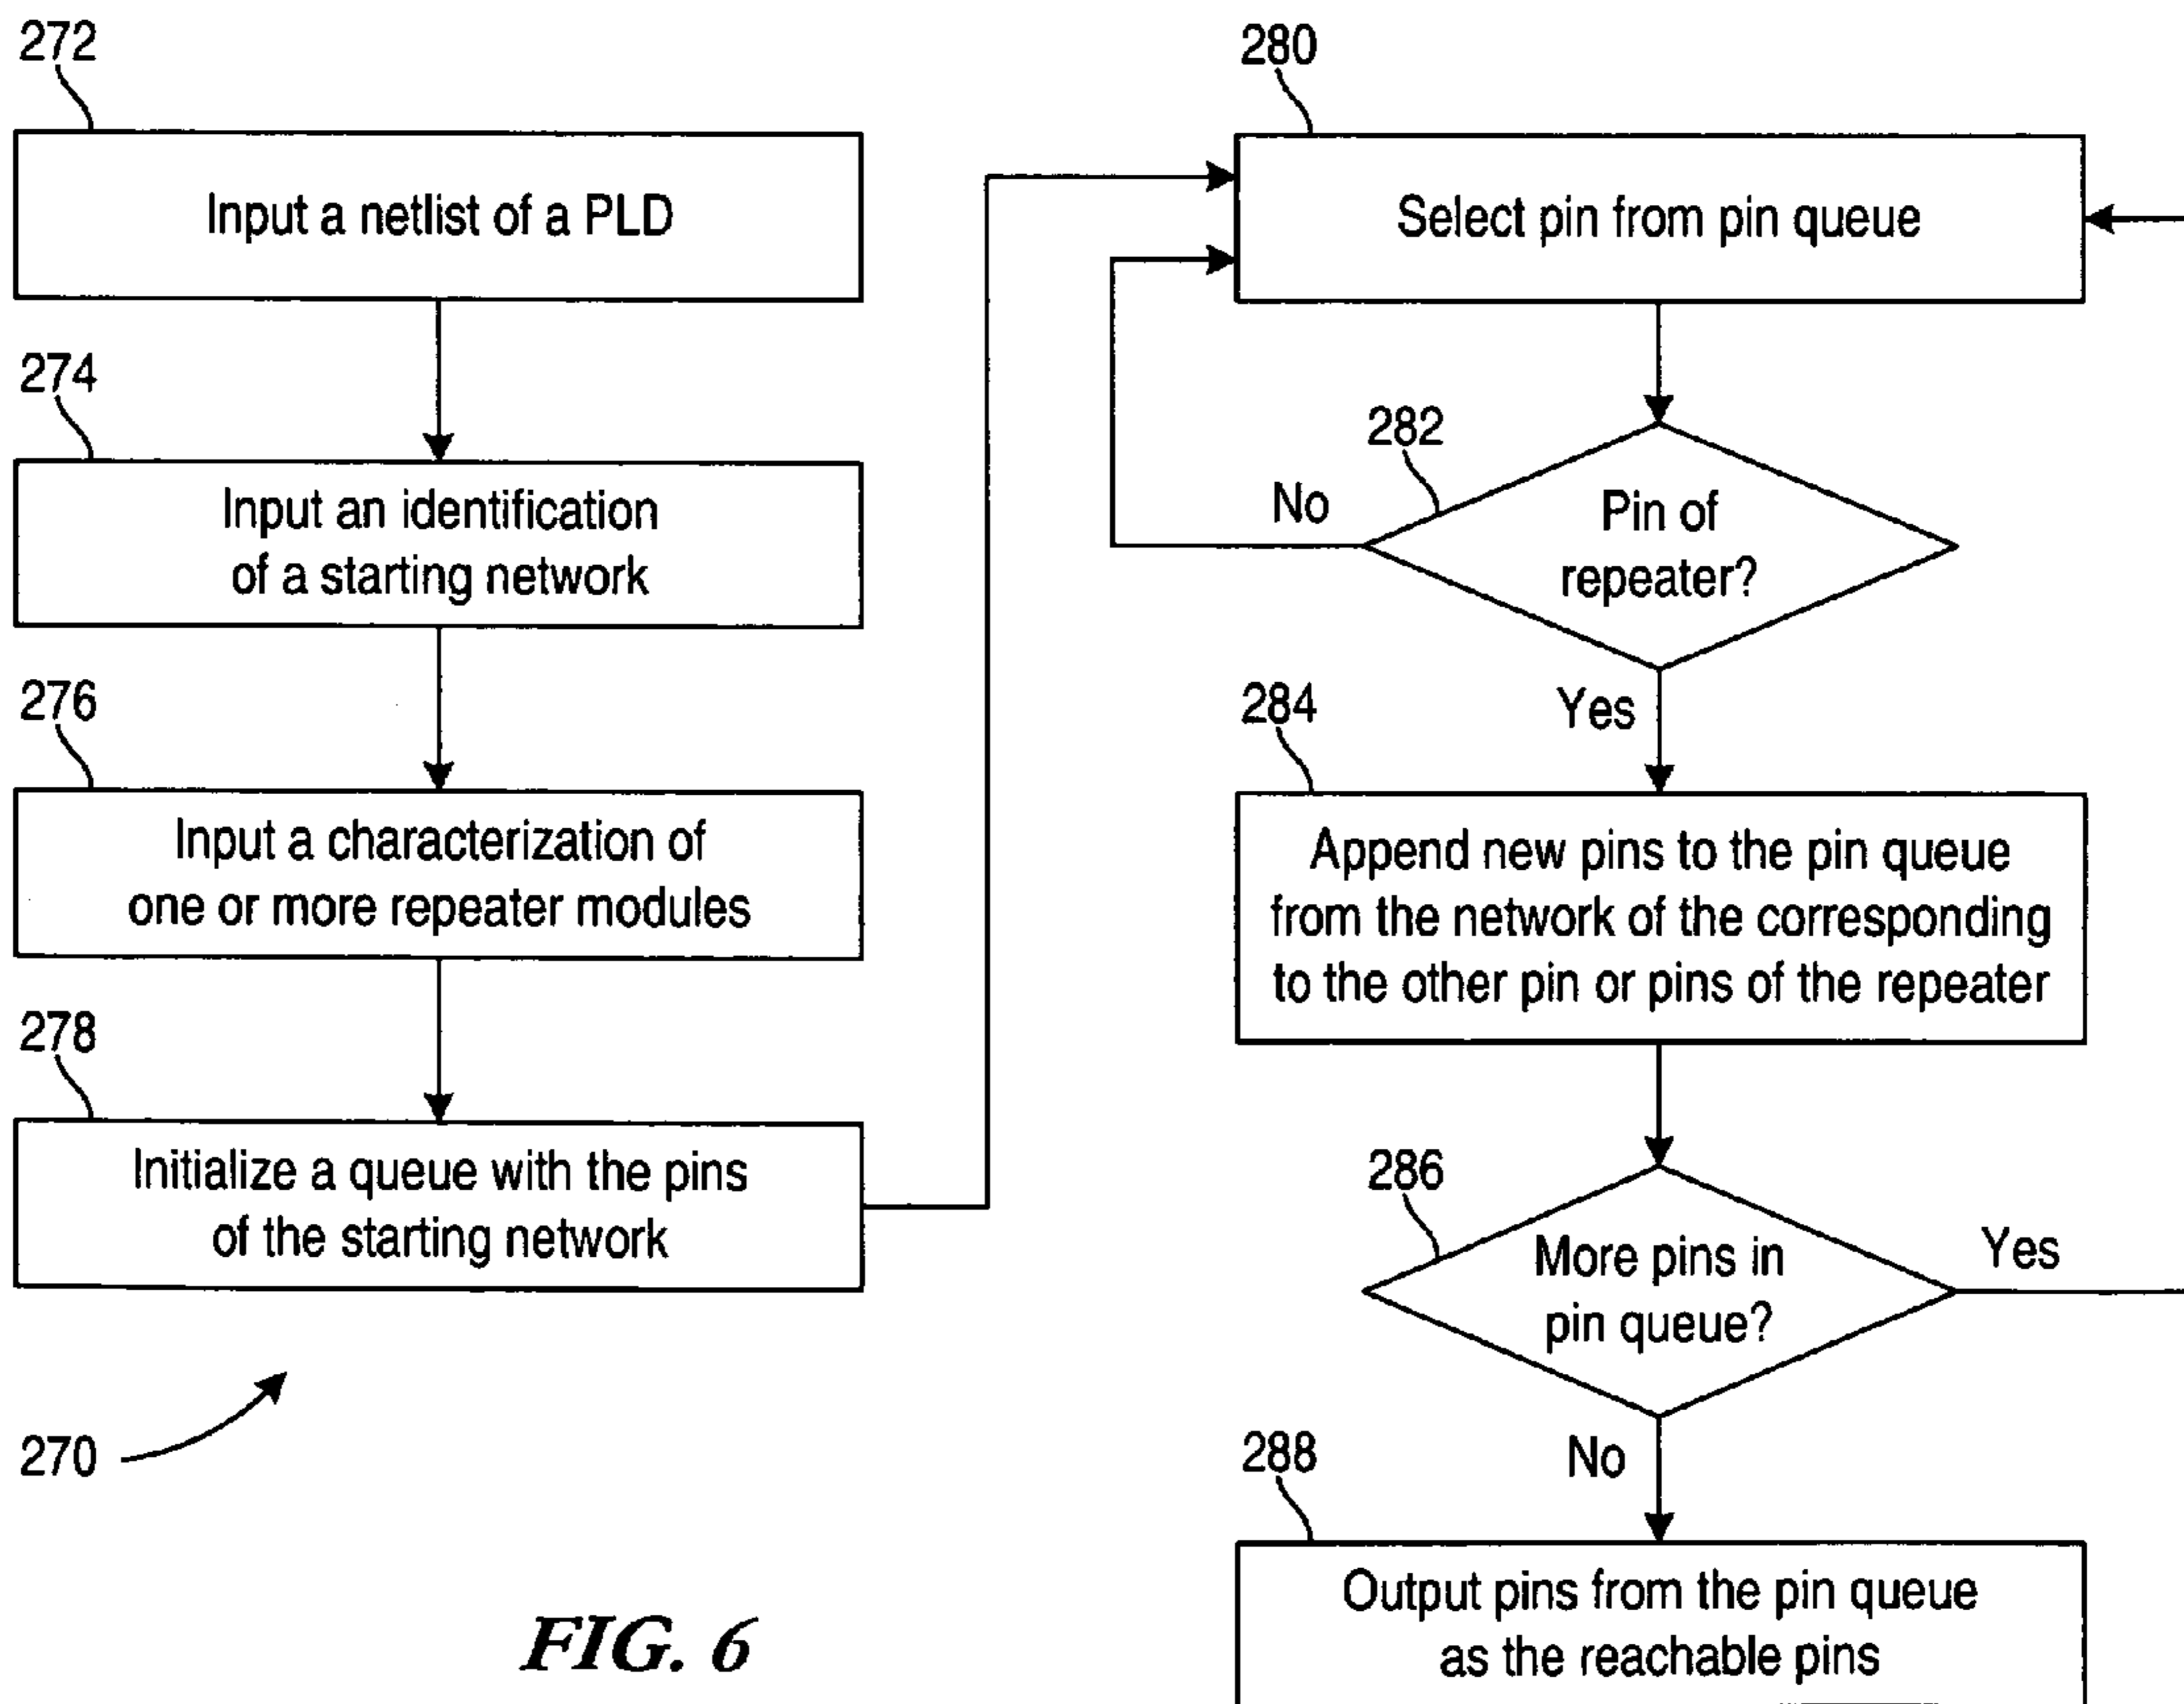 272
Input a netlist of a PLD
274
Input an identification
of a starting network
276
Input a characterization of
one or more repeater modules
278
Initialize a queue with the pins
of the starting network
270
FIG. 6
280
Select pin from pin queue
282
No
Pin of
repeater?
Yes
284
Append new pins to the pin queue
from the network of the corresponding
to the other pin or pins of the repeater
286
More pins in
pin queue?
Yes
No
288
Output pins from the pin queue
as the reachable pins